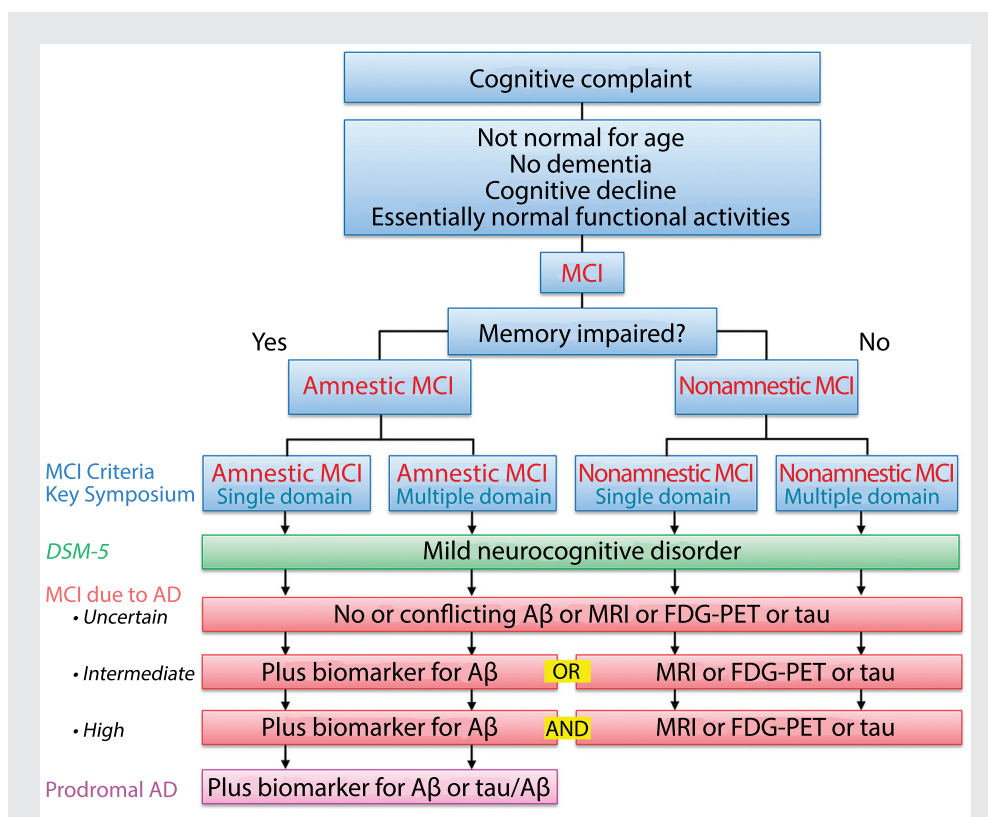 Cognitive complaint
Not normal for age
No dementia
Cognitive decline
Essentially normal functional activities
MCI
Memory impaired?
Yes
No
Amnestic MCI
Nonamnestic MCI
MCI Criteria
Key Symposium
Amnestic MCI
Single domain
Amnestic MCI
Multiple domain
Nonamnestic MCI
Single domain
Nonamnestic MCI
Multiple domain
DSM-5
Mild neurocognitive disorder
MCI due to AD
• Uncertain
No or conflicting Aβ or MRI or FDG-PET or tau
• Intermediate
Plus biomarker for Aβ
OR
MRI or FDG-PET or tau
• High
Plus biomarker for Aβ
AND
MRI or FDG-PET or tau
Prodromal AD
Plus biomarker for Aβ or tau/Aβ